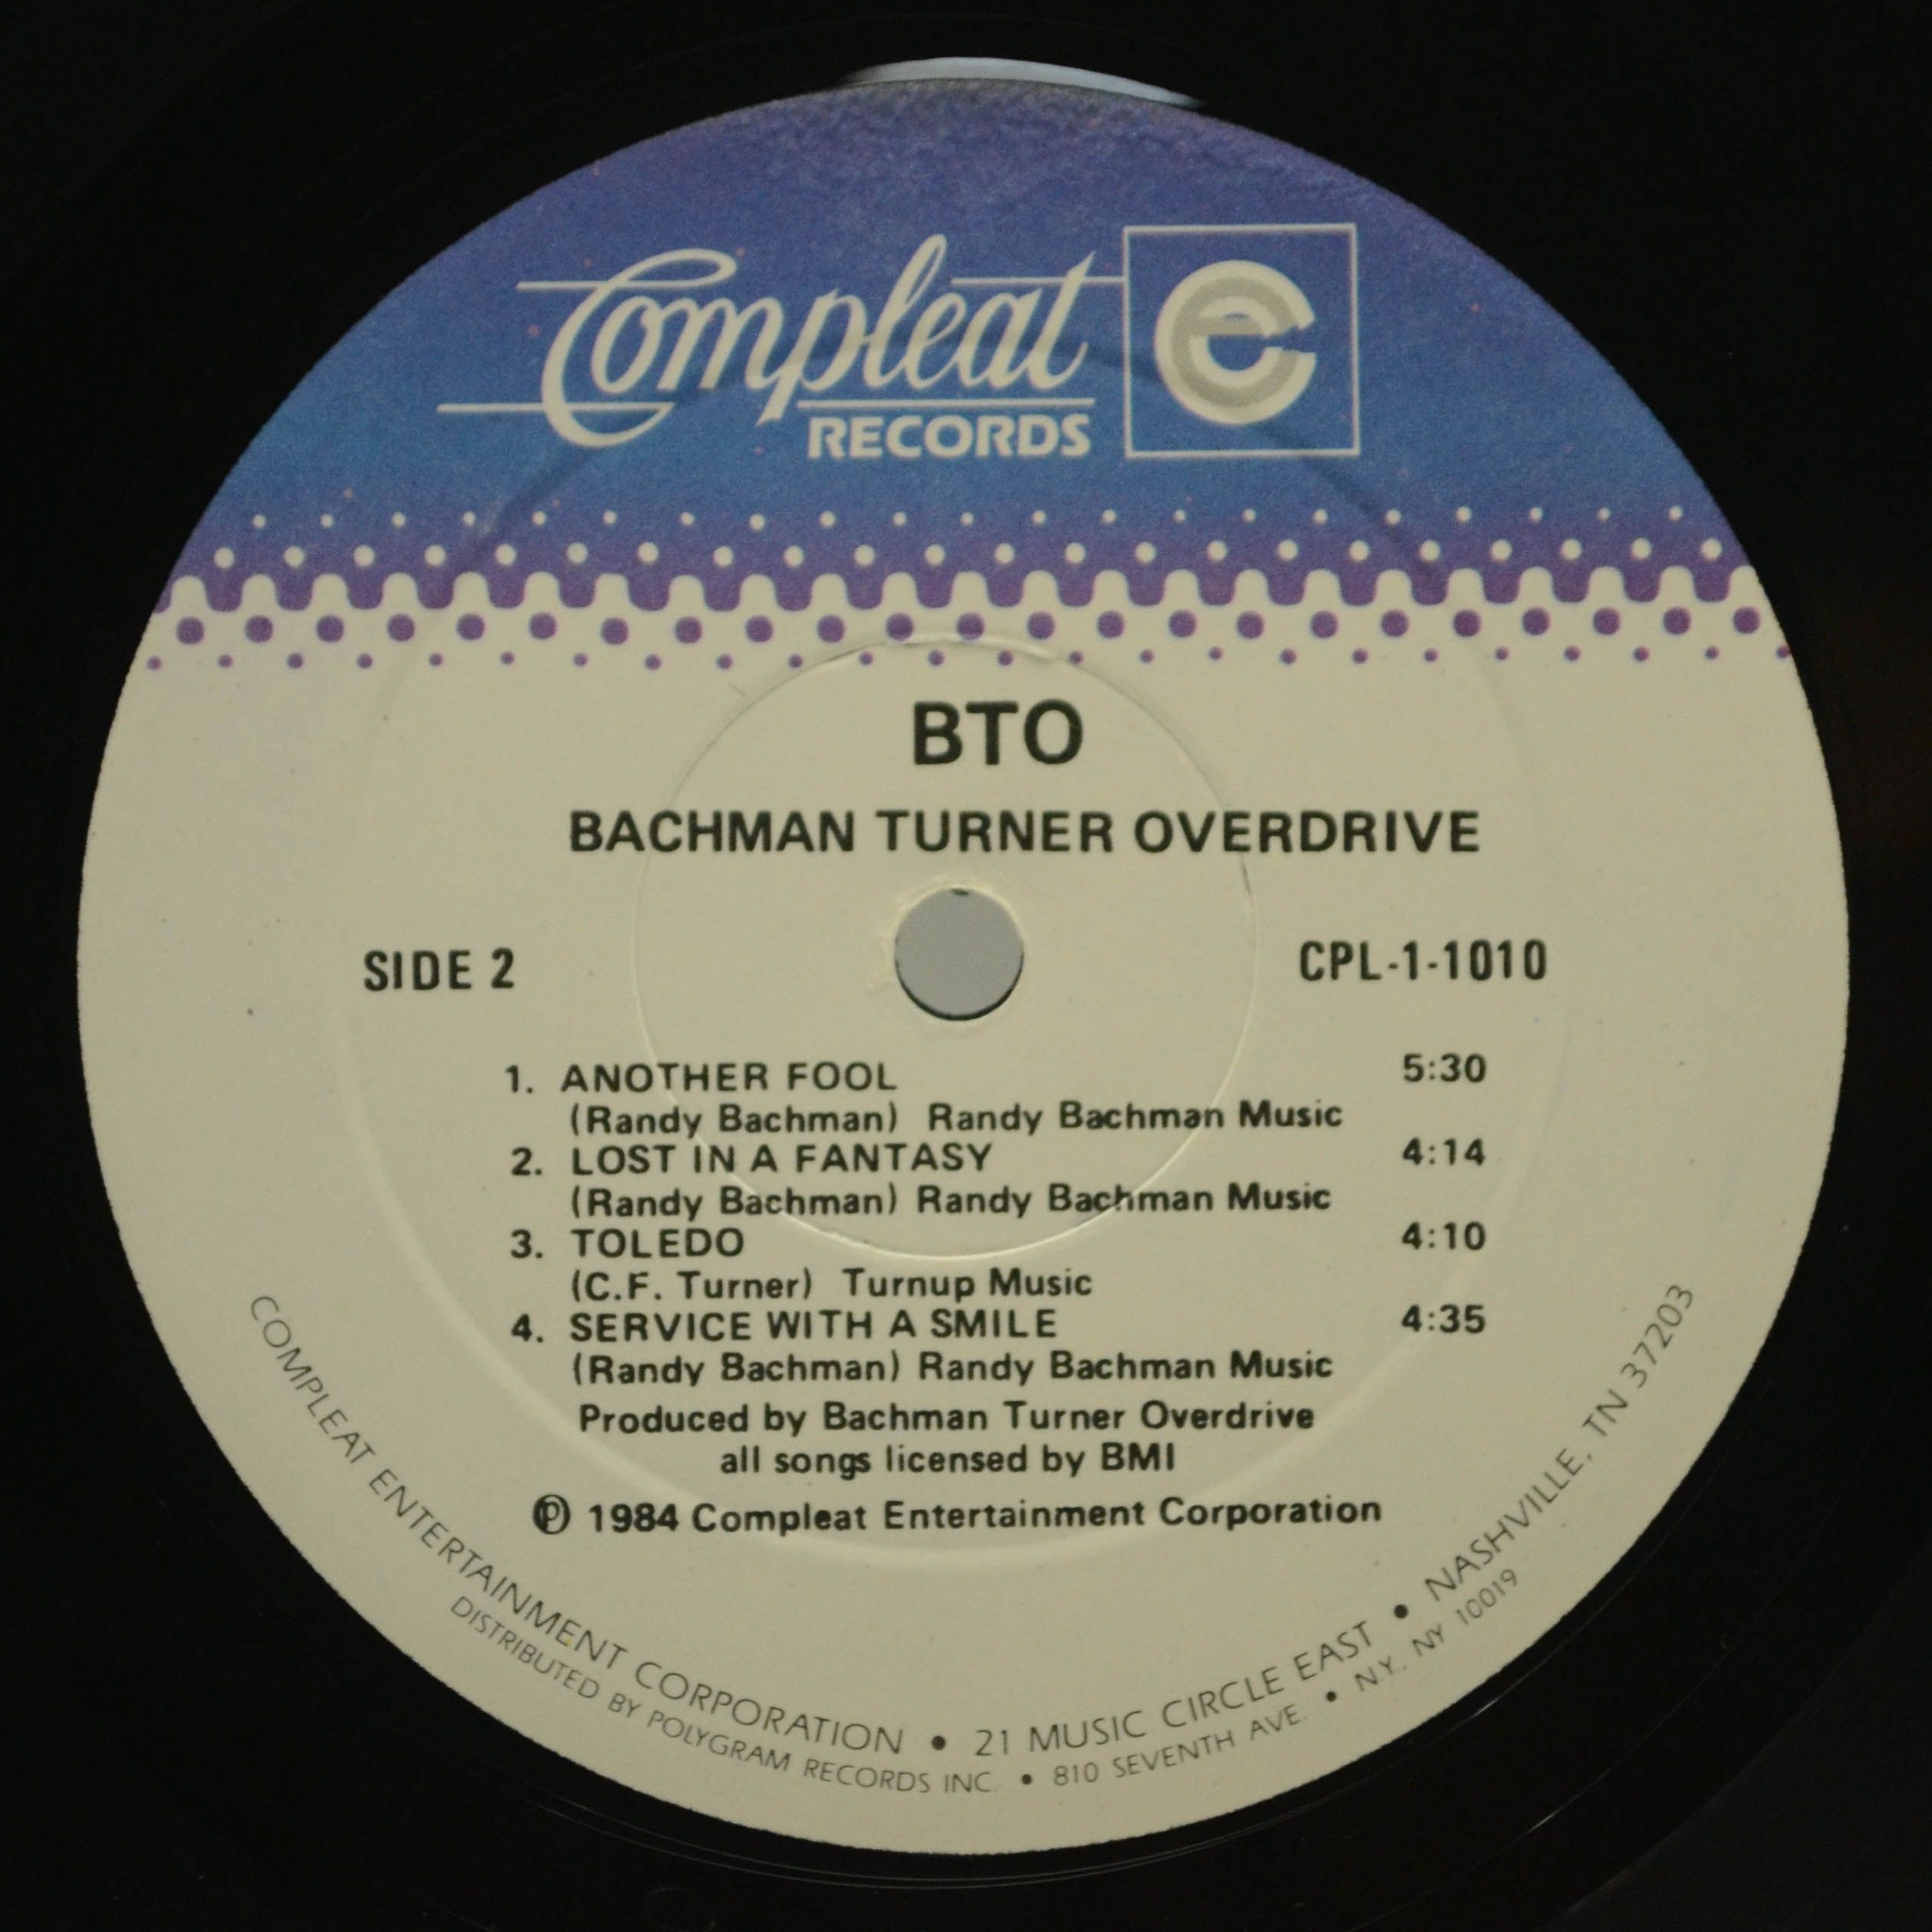 Compleat e
RECORDS
BTO
BACHMAN TURNER OVERDRIVE
SIDE 2 CPL-1-1010
1. ANOTHER FOOL 5:30
(Randy Bachman) Randy Bachman Music
2. LOST IN A FANTASY 4:14
(Randy Bachman) Randy Bachman Music
3. TOLEDO 4:10
(C.F. Turner) Turnup Music
4. SERVICE WITH A SMILE 4:35
(Randy Bachman) Randy Bachman Music
Produced by Bachman Turner Overdrive
all songs licensed by BMI
℗ 1984 Compleat Entertainment Corporation
COMPLEAT ENTERTAINMENT CORPORATION • 21 MUSIC CIRCLE EAST • NASHVILLE, TN 37203
DISTRIBUTED BY POLYGRAM RECORDS INC. • 810 SEVENTH AVE. • N.Y., NY 10019